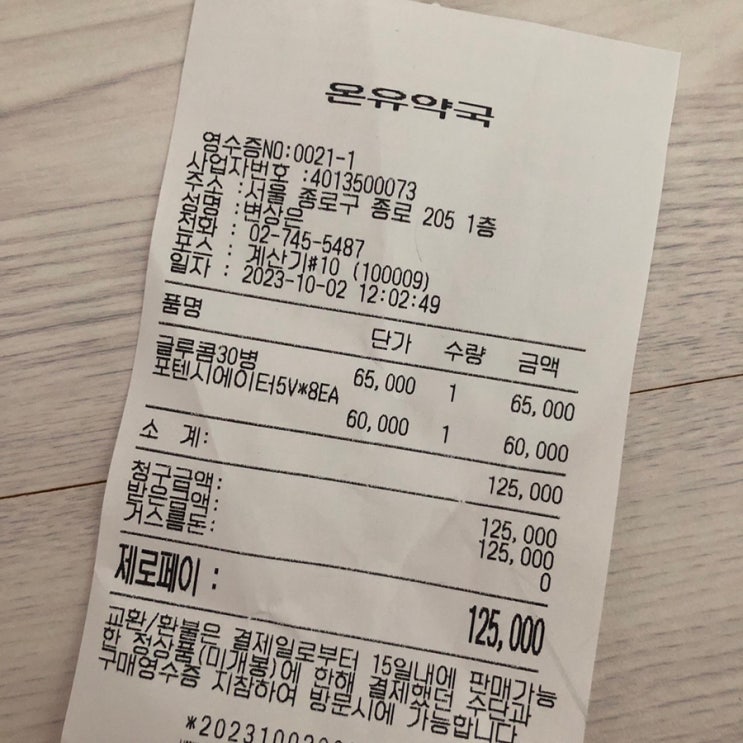 온유약국
영수증NO:0021-1
사업자번호 :4013500073
주소 :서울 종로구 종로 205 1층
성명 :변상은
전화 : 02-745-5487
포스 : 계산기#10 (100009)
일자 : 2023-10-02 12:02:49
품명 단가 수량 금액
글루콤30병
65,000 1 65,000
포텐시에이터5V*8EA
60,000 1 60,000
소 계: 125,000
청구금액: 125,000
받은금액: 125,000
거스름돈: 0
제로페이 : 125,000
교환/환불은 결제일로부터 15일내에 판매가능
한 정상품(미개봉)에 한해 결제했던 수단과
구매영수증 지참하여 방문시에 가능합니다